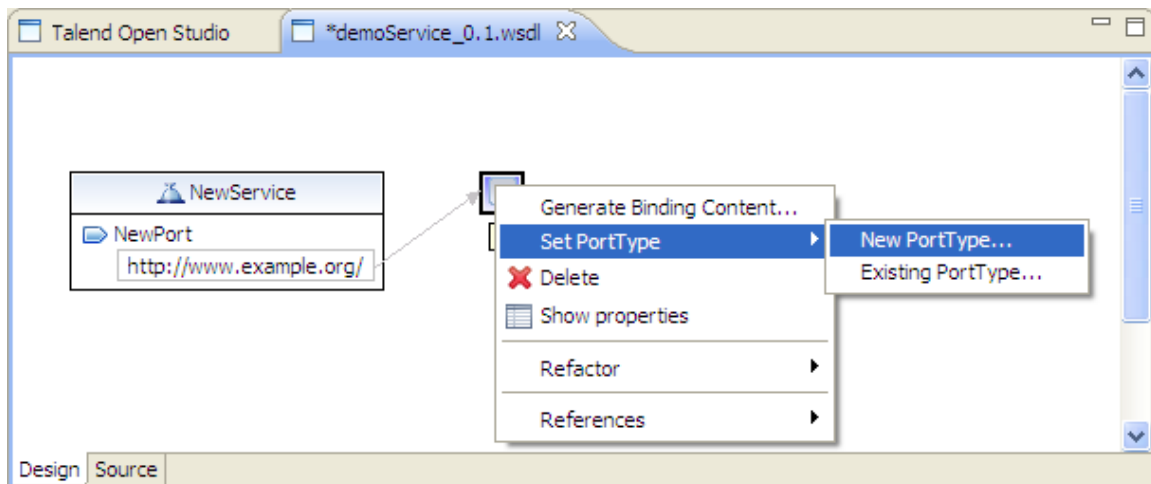 Talend Open Studio
*demoService_0.1.wsdl
NewService
NewPort
http://www.example.org/
Generate Binding Content...
Set PortType
New PortType...
Existing PortType...
Delete
Show properties
Refactor
References
Design
Source